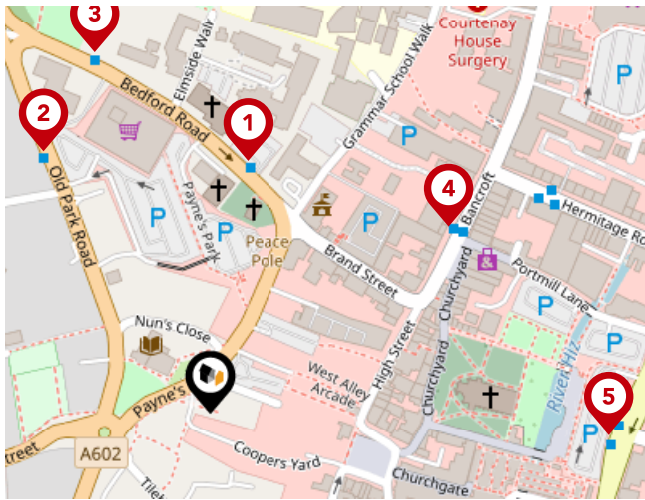 3
Courtenay
House
Surgery
P
Elmside Walk
Bedford Road
Grammar School Walk
2
1
P
4
Old Park Road
Payne's Park
P
P
P
Peace
Pole
Bancroft
Hermitage Ro
Brand Street
Churchyard
Portmill Lane
P
P
Nun's Close
High Street
West Alley
Arcade
Churchyard
River Hiz
Payne's
5
P
treet
A602
Coopers Yard
Churchgate
Tile